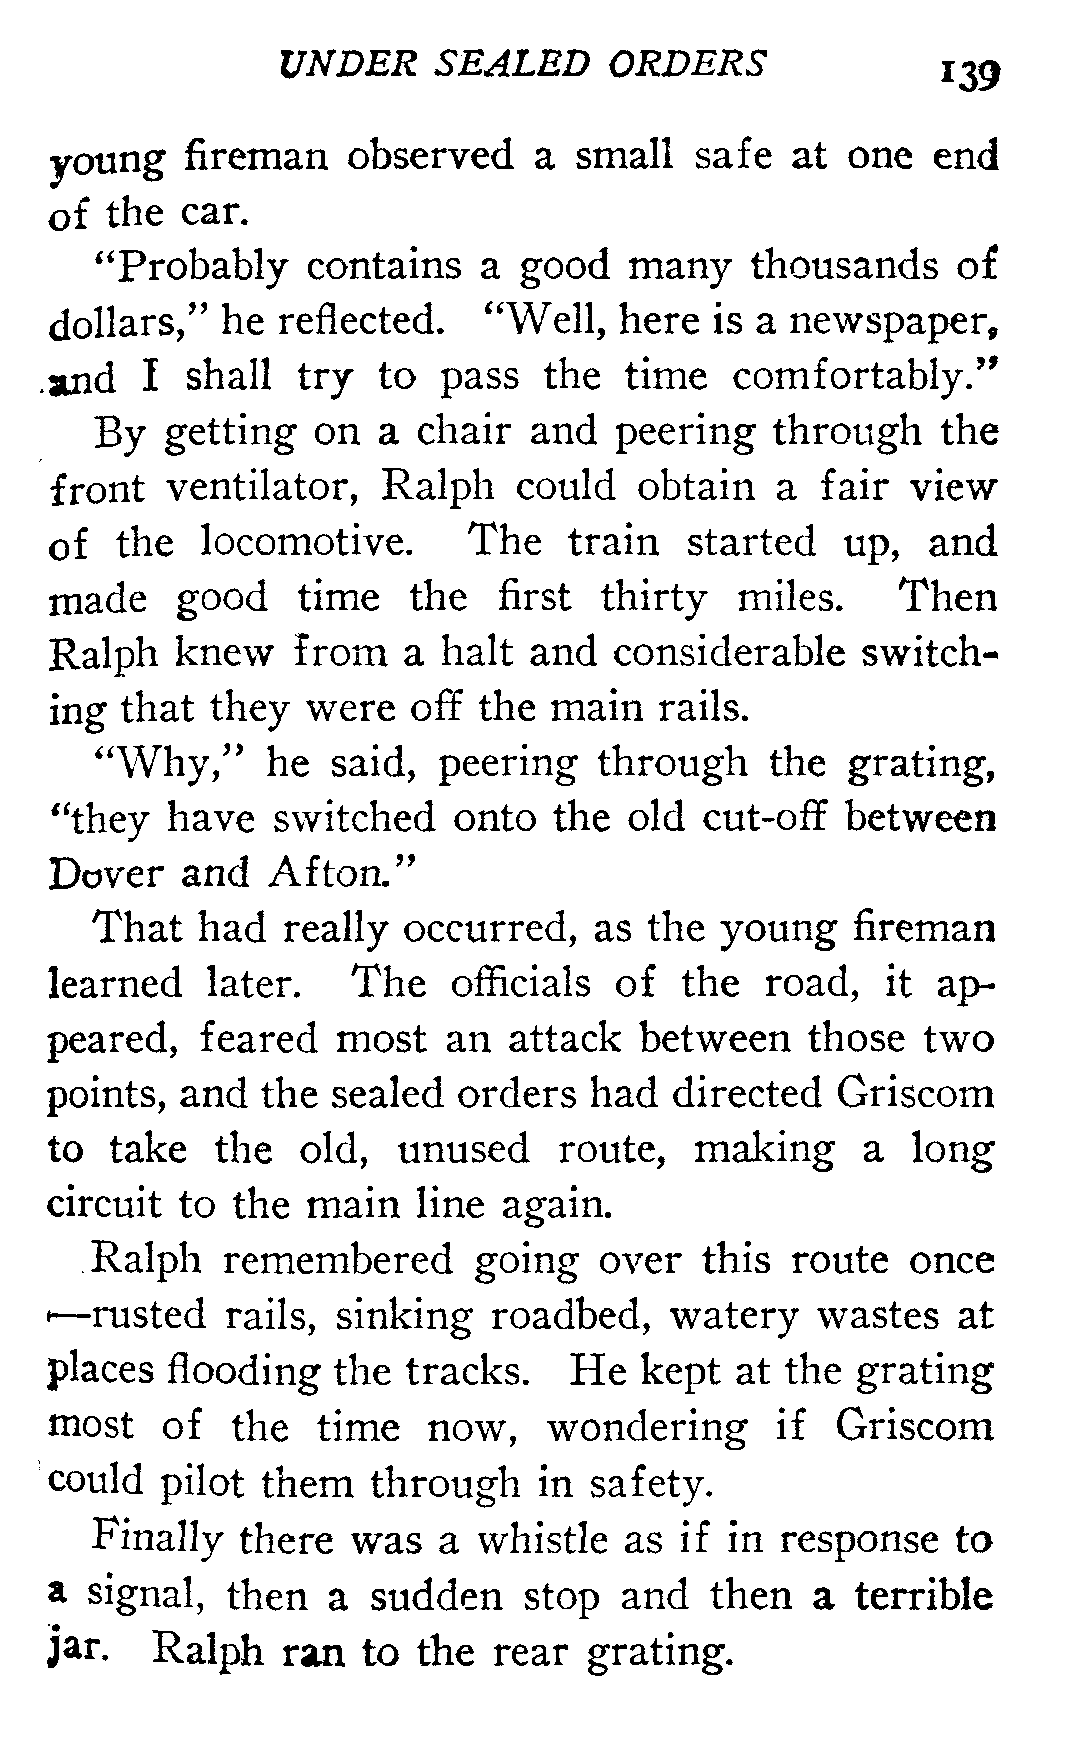 UNDER SEALED ORDERS 139
young fireman observed a small safe at one end
of the car.
“Probably contains a good many thousands of
dollars,” he reflected. “Well, here is a newspaper,
and I shall try to pass the time comfortably.”
By getting on a chair and peering through the
front ventilator, Ralph could obtain a fair view
of the locomotive. The train started up, and
made good time the first thirty miles. Then
Ralph knew from a halt and considerable switch-
ing that they were off the main rails.
“Why,” he said, peering through the grating,
“they have switched onto the old cut-off between
Dover and Afton.”
That had really occurred, as the young fireman
learned later. The officials of the road, it ap-
peared, feared most an attack between those two
points, and the sealed orders had directed Griscom
to take the old, unused route, making a long
circuit to the main line again.
Ralph remembered going over this route once
—rusted rails, sinking roadbed, watery wastes at
places flooding the tracks. He kept at the grating
most of the time now, wondering if Griscom
could pilot them through in safety.
Finally there was a whistle as if in response to
a signal, then a sudden stop and then a terrible
jar. Ralph ran to the rear grating.